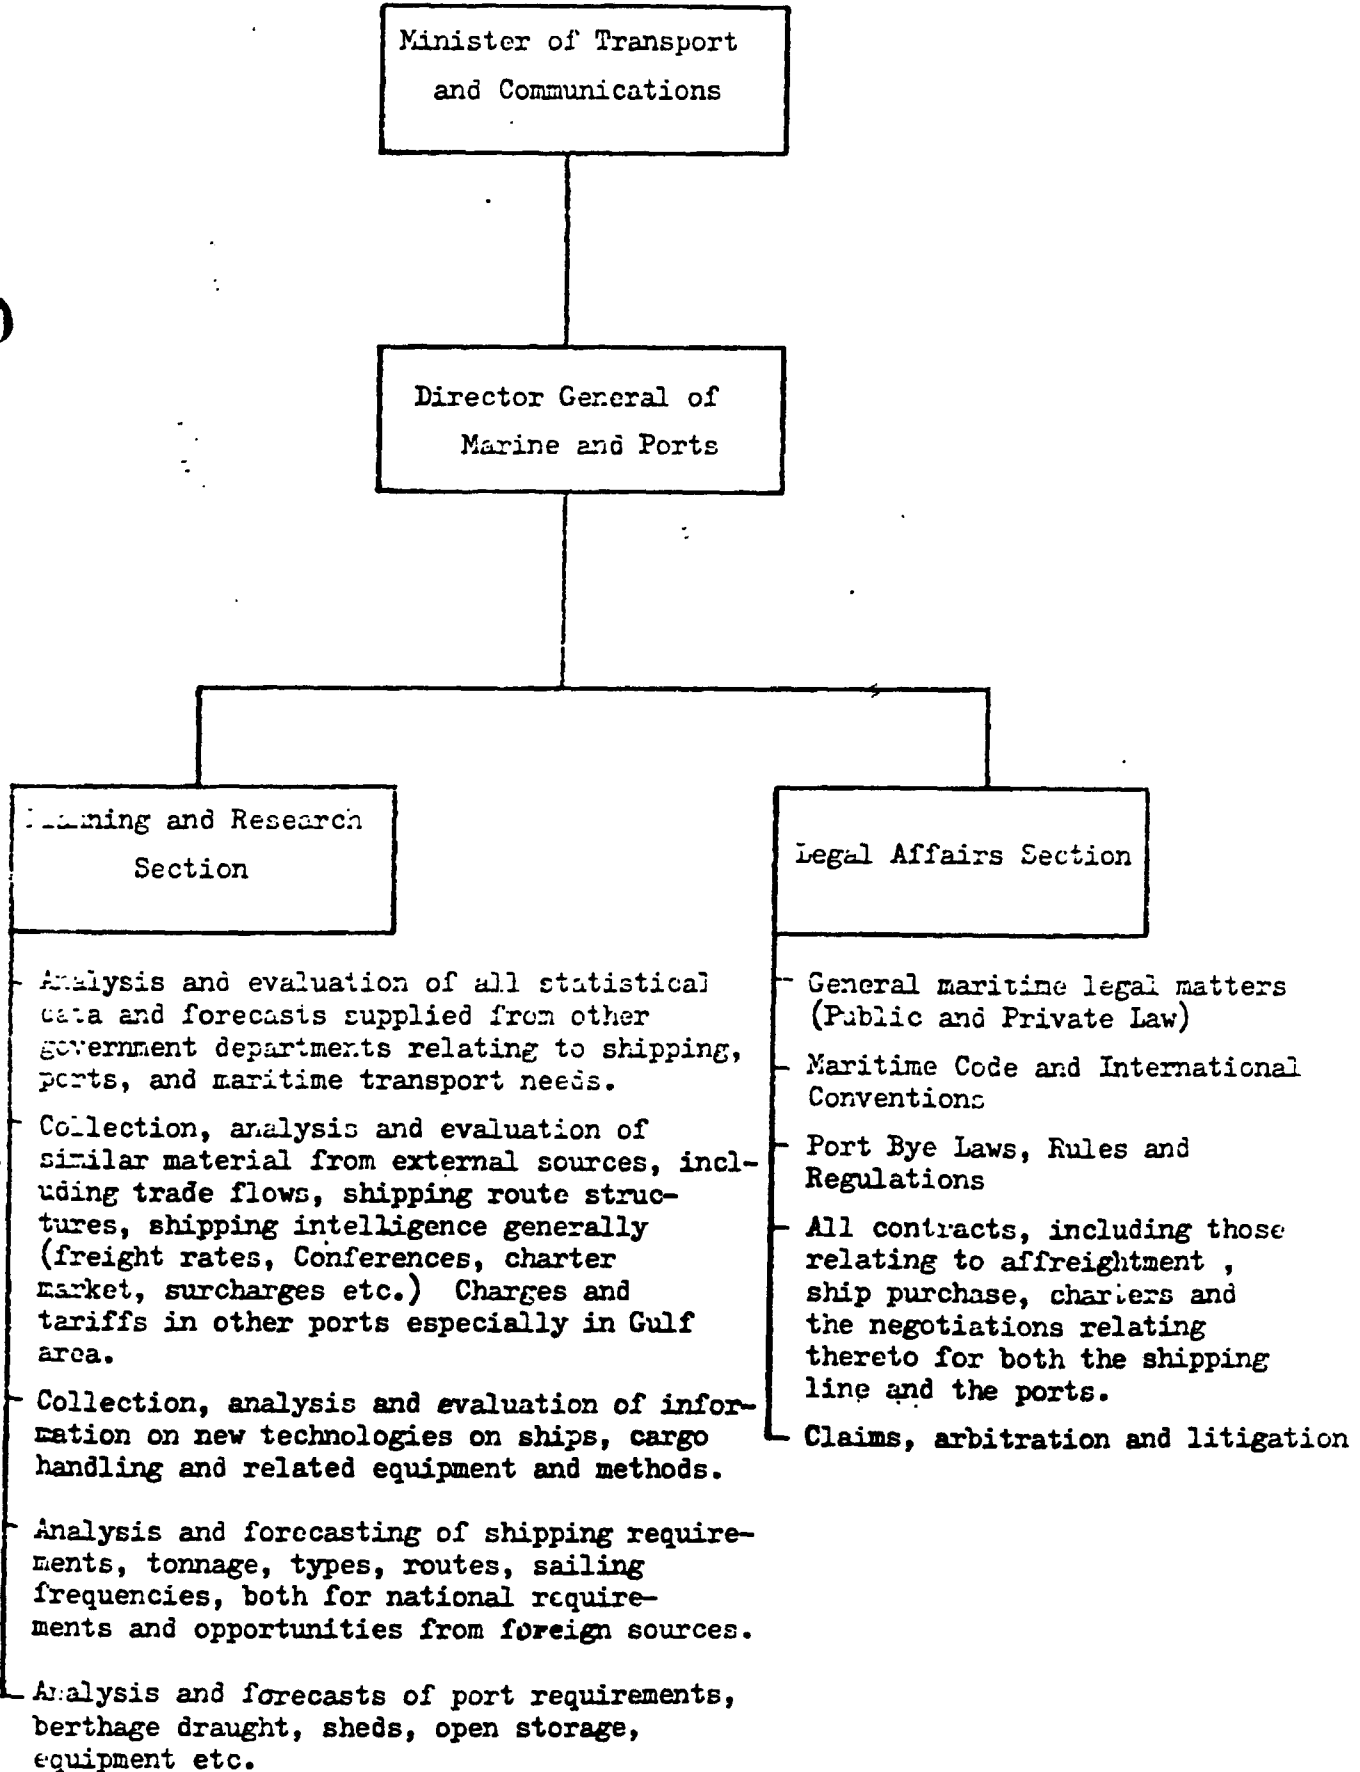 Minister of Transport
and Communications
Director General of
Marine and Ports
Planning and Research
Section
Legal Affairs Section
- Analysis and evaluation of all statistical
data and forecasts supplied from other
government departments relating to shipping,
ports, and maritime transport needs.
- Collection, analysis and evaluation of
similar material from external sources, incl-
uding trade flows, shipping route struc-
tures, shipping intelligence generally
(freight rates, Conferences, charter
market, surcharges etc.) Charges and
tariffs in other ports especially in Gulf
area.
- Collection, analysis and evaluation of infor-
mation on new technologies on ships, cargo
handling and related equipment and methods.
- Analysis and forecasting of shipping require-
ments, tonnage, types, routes, sailing
frequencies, both for national require-
ments and opportunities from foreign sources.
- Analysis and forecasts of port requirements,
berthage draught, sheds, open storage,
equipment etc.
- General maritime legal matters
(Public and Private Law)
- Maritime Code and International
Conventions
- Port Bye Laws, Rules and
Regulations
- All contracts, including those
relating to affreightment ,
ship purchase, charters and
the negotiations relating
thereto for both the shipping
line and the ports.
- Claims, arbitration and litigation